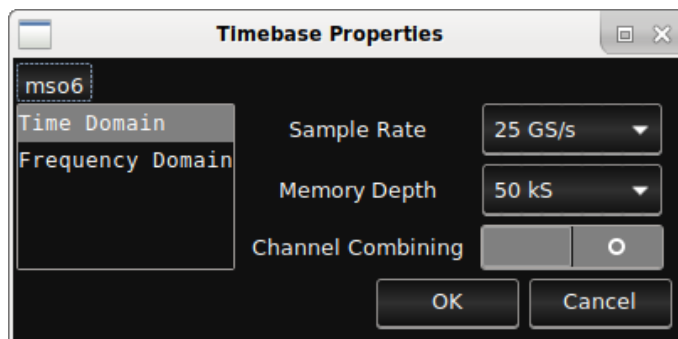 Timebase Properties
mso6
Time Domain
Frequency Domain
Sample Rate
25 GS/s
Memory Depth
50 kS
Channel Combining
OK
Cancel